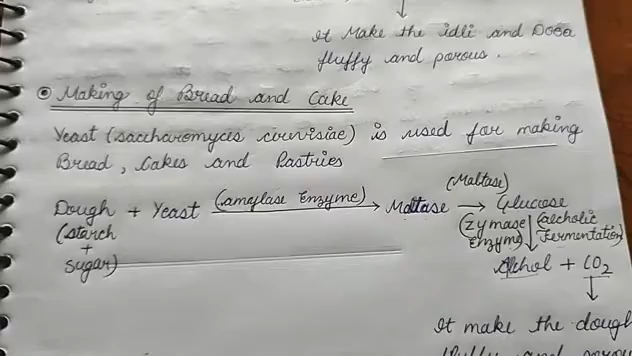 It Make the idli and Dosa
fluffy and porous.
Making of Bread and Cake
Yeast (saccharomyces cerevisiae) is used for making
Bread, Cakes and Pastries
(Maltase)
Dough + Yeast (amylase Enzyme) → Maltase → Glucose
(starch
+
sugar)
(zymase Enzyme) ↓ (alcholic Fermentation)
Alchol + CO2
↓
It make the dough